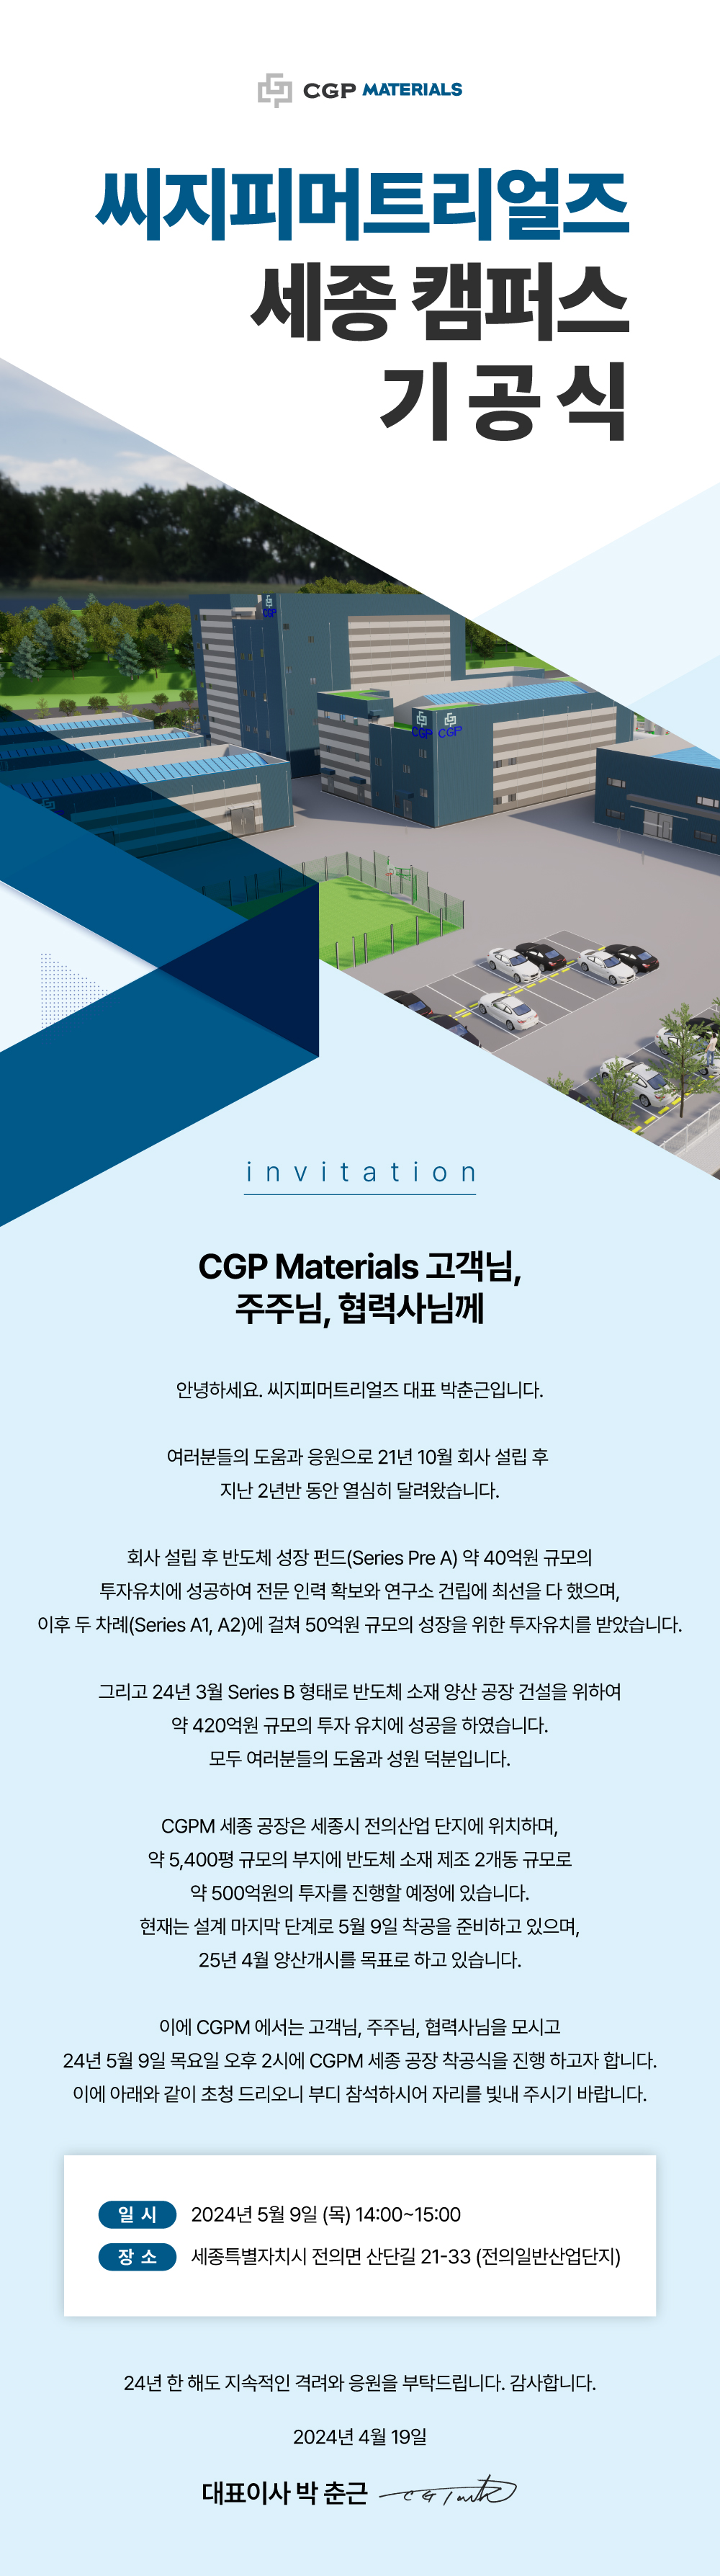 CGP MATERIALS
씨지피머트리얼즈
세종 캠퍼스
기공식
CGP
CGP CGP
invitation
CGP Materials 고객님,
주주님, 협력사님께
안녕하세요. 씨지피머트리얼즈 대표 박춘근입니다.
여러분들의 도움과 응원으로 21년 10월 회사 설립 후
지난 2년반 동안 열심히 달려왔습니다.
회사 설립 후 반도체 성장 펀드(Series Pre A) 약 40억원 규모의
투자유치에 성공하여 전문 인력 확보와 연구소 건립에 최선을 다 했으며,
이후 두 차례(Series A1, A2)에 걸쳐 50억원 규모의 성장을 위한 투자유치를 받았습니다.
그리고 24년 3월 Series B 형태로 반도체 소재 양산 공장 건설을 위하여
약 420억원 규모의 투자 유치에 성공을 하였습니다.
모두 여러분들의 도움과 성원 덕분입니다.
CGPM 세종 공장은 세종시 전의산업 단지에 위치하며,
약 5,400평 규모의 부지에 반도체 소재 제조 2개동 규모로
약 500억원의 투자를 진행할 예정에 있습니다.
현재는 설계 마지막 단계로 5월 9일 착공을 준비하고 있으며,
25년 4월 양산개시를 목표로 하고 있습니다.
이에 CGPM 에서는 고객님, 주주님, 협력사님을 모시고
24년 5월 9일 목요일 오후 2시에 CGPM 세종 공장 착공식을 진행 하고자 합니다.
이에 아래와 같이 초청 드리오니 부디 참석하시어 자리를 빛내 주시기 바랍니다.
일 시 2024년 5월 9일 (목) 14:00~15:00
장 소 세종특별자치시 전의면 산단길 21-33 (전의일반산업단지)
24년 한 해도 지속적인 격려와 응원을 부탁드립니다. 감사합니다.
2024년 4월 19일
대표이사 박 춘근